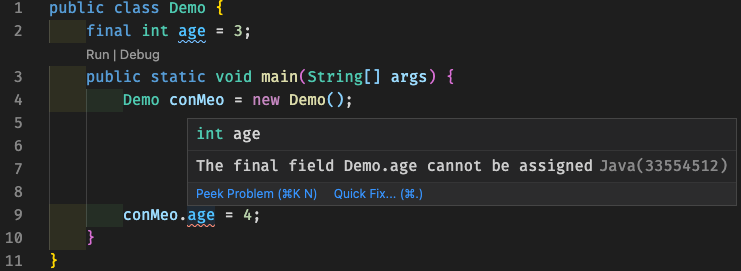 1 public class Demo {
2 final int age = 3;
Run | Debug
3 public static void main(String[] args) {
4 Demo conMeo = new Demo();
5
6
7
8
int age
The final field Demo.age cannot be assigned Java(33554512)
Peek Problem (⌘K N) Quick Fix... (⌘.)
9 conMeo.age = 4;
10 }
11 }